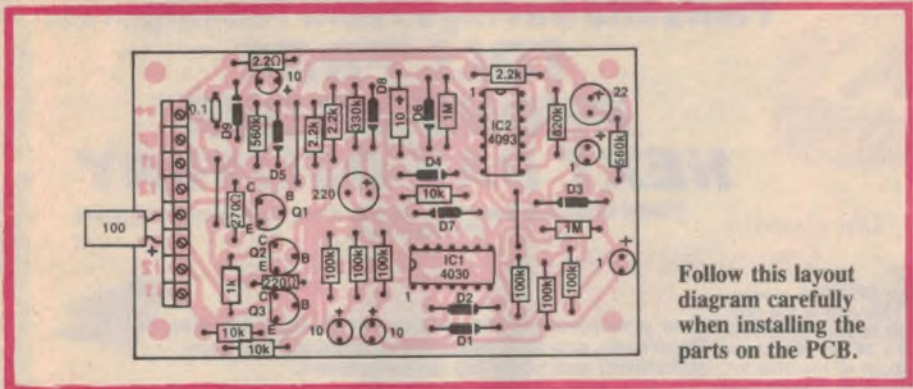 2.2Ω
10
+
0.1
D9
560k
D5
2.2k
2.2k
330k
D8
10 +
D6
1M
1
IC2
4093
2.2k
820k
+
22
1
560k
100
+
270Ω
C
B
E
Q1
220
+
D4
10k
D7
D3
1M
C
Q2
E
B
220Ω
C
Q3
E
B
1k
10k
10k
100k
100k
100k
+
10
+
10
IC1
4030
1
D2
D1
100k
100k
100k
+
1
Follow this layout
diagram carefully
when installing the
parts on the PCB.